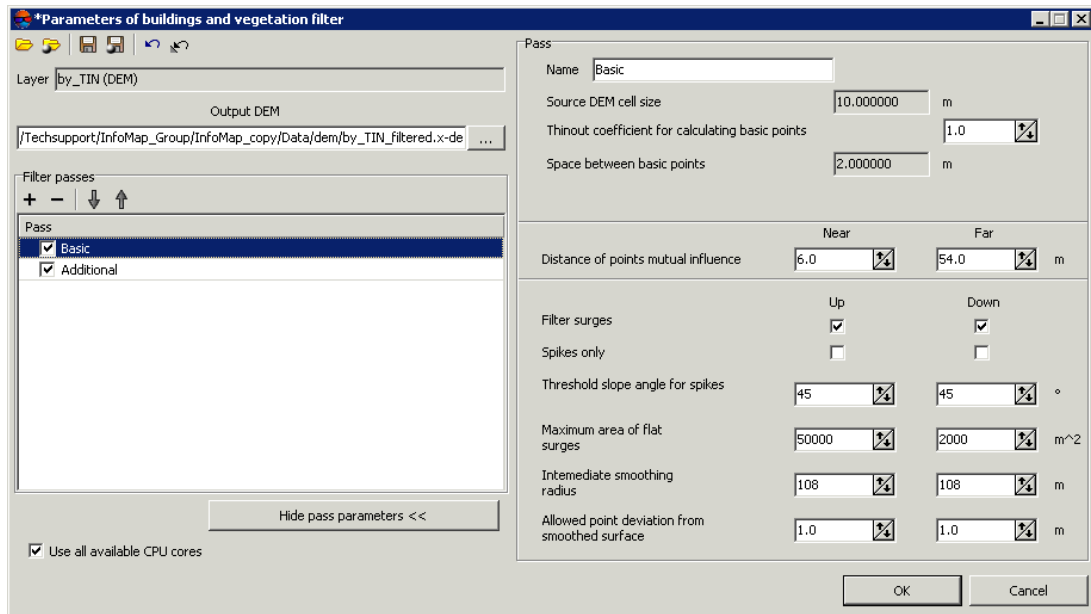 *Parameters of buildings and vegetation filter
Layer by_TIN (DEM)
Output DEM
/Techsupport/InfoMap_Group/InfoMap_copy/Data/dem/by_TIN_filtered.x-de ...
Filter passes
Pass
Basic
Additional
Hide pass parameters <<
Use all available CPU cores
Pass
Name Basic
Source DEM cell size 10.000000 m
Thinout coefficient for calculating basic points 1.0
Space between basic points 2.000000 m
Near Far
Distance of points mutual influence 6.0 54.0 m
Up Down
Filter surges
Spikes only
Threshold slope angle for spikes 45 45 °
Maximum area of flat
surges 50000 2000 m^2
Intemediate smoothing
radius 108 108 m
Allowed point deviation from
smoothed surface 1.0 1.0 m
OK Cancel